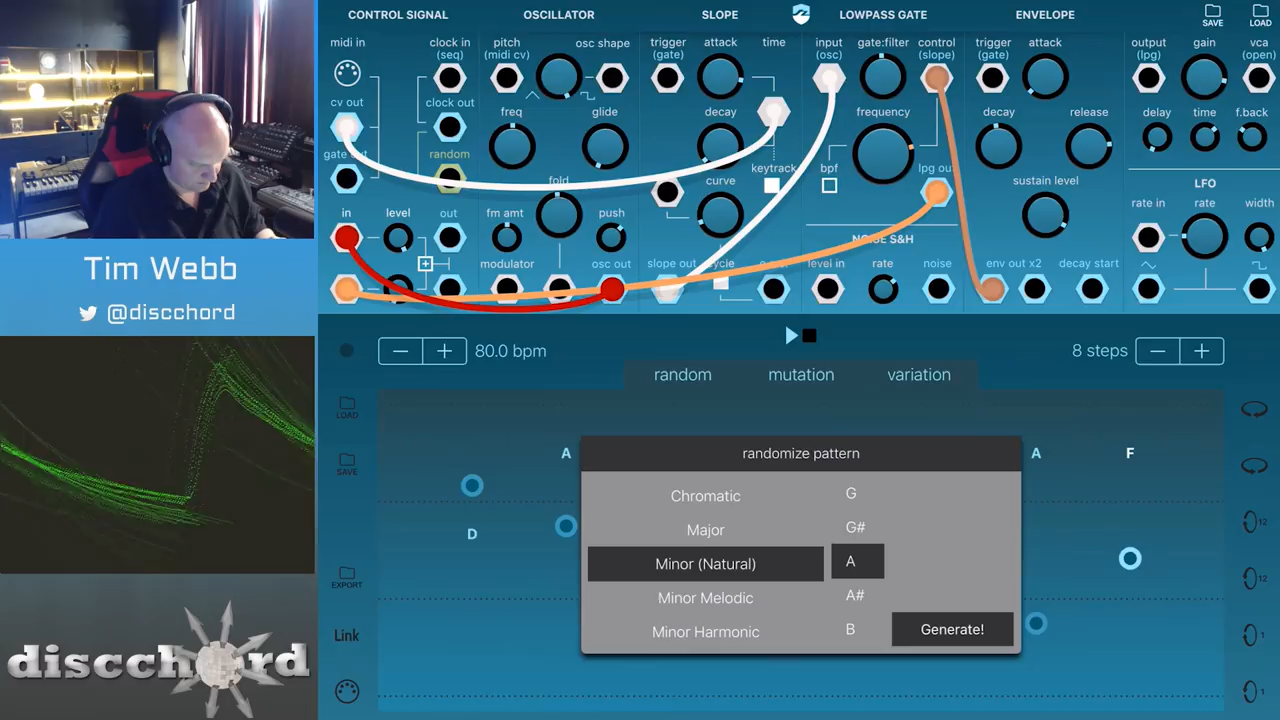 CONTROL SIGNAL
OSCILLATOR
SLOPE
LOWPASS GATE
ENVELOPE
SAVE
LOAD
midi in
clock in
(seq)
pitch
(midi cv)
osc shape
trigger
(gate)
attack
time
input
(osc)
gate:filter
control
(slope)
trigger
(gate)
attack
output
(lpg)
gain
vca
(open)
cv out
clock out
freq
glide
decay
frequency
decay
release
delay
time
f.back
gate out
random
fold
keytrack
bpf
lpg out
sustain level
LFO
curve
in
level
out
fm amt
push
NOISE S&H
rate in
rate
width
modulator
osc out
slope out
cycle
level in
rate
noise
env out x2
decay start
Tim Webb
@discchord
80.0 bpm
8 steps
random
mutation
variation
LOAD
SAVE
EXPORT
Link
A
A
F
D
randomize pattern
Chromatic
G
Major
G#
Minor (Natural)
A
Minor Melodic
A#
Minor Harmonic
B
Generate!
12
12
1
1
discchord